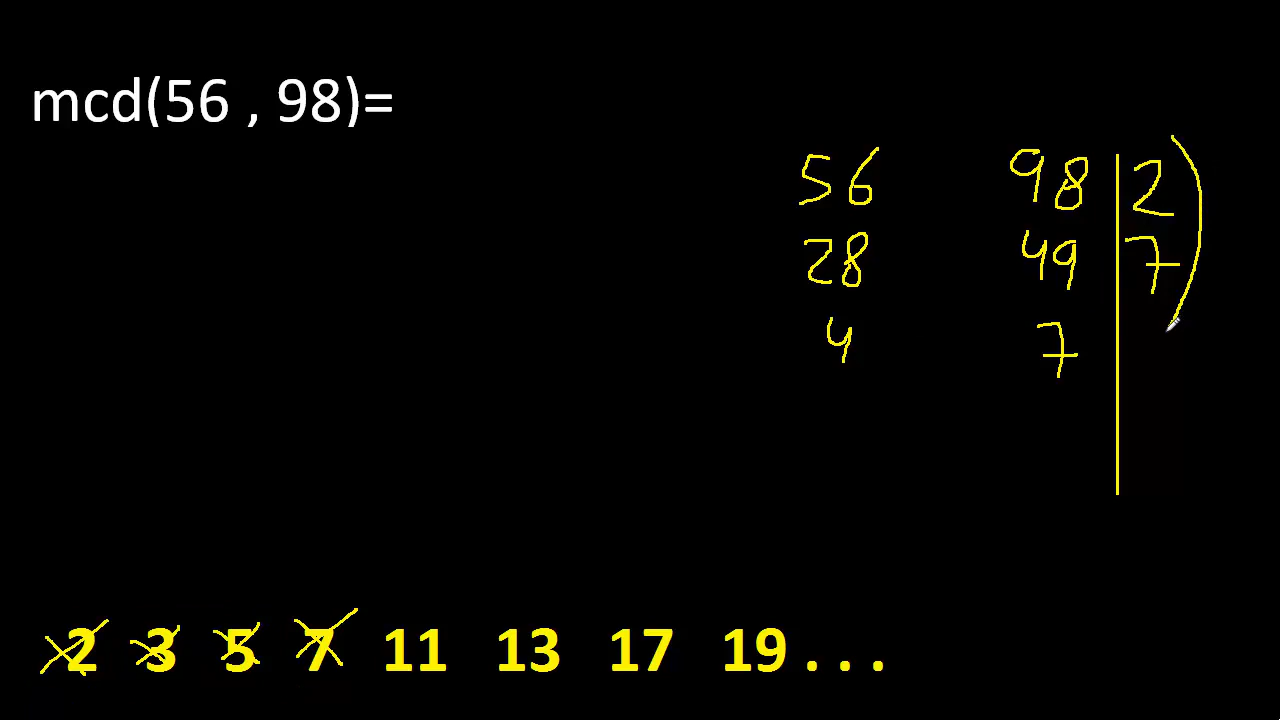 mcd(56 , 98)=
56 98 2
28 49 7
4 7
2 3 5 7 11 13 17 19 . . .